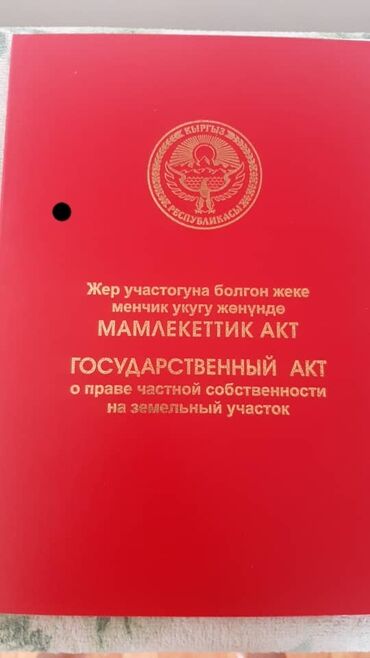 КЫРГЫЗ
РЕСПУБЛИКАСЫ
Жер участогуна болгон жеке
менчик укугу жөнүндө
МАМЛЕКЕТТИК АКТ
ГОСУДАРСТВЕННЫЙ АКТ
о праве частной собственности
на земельный участок